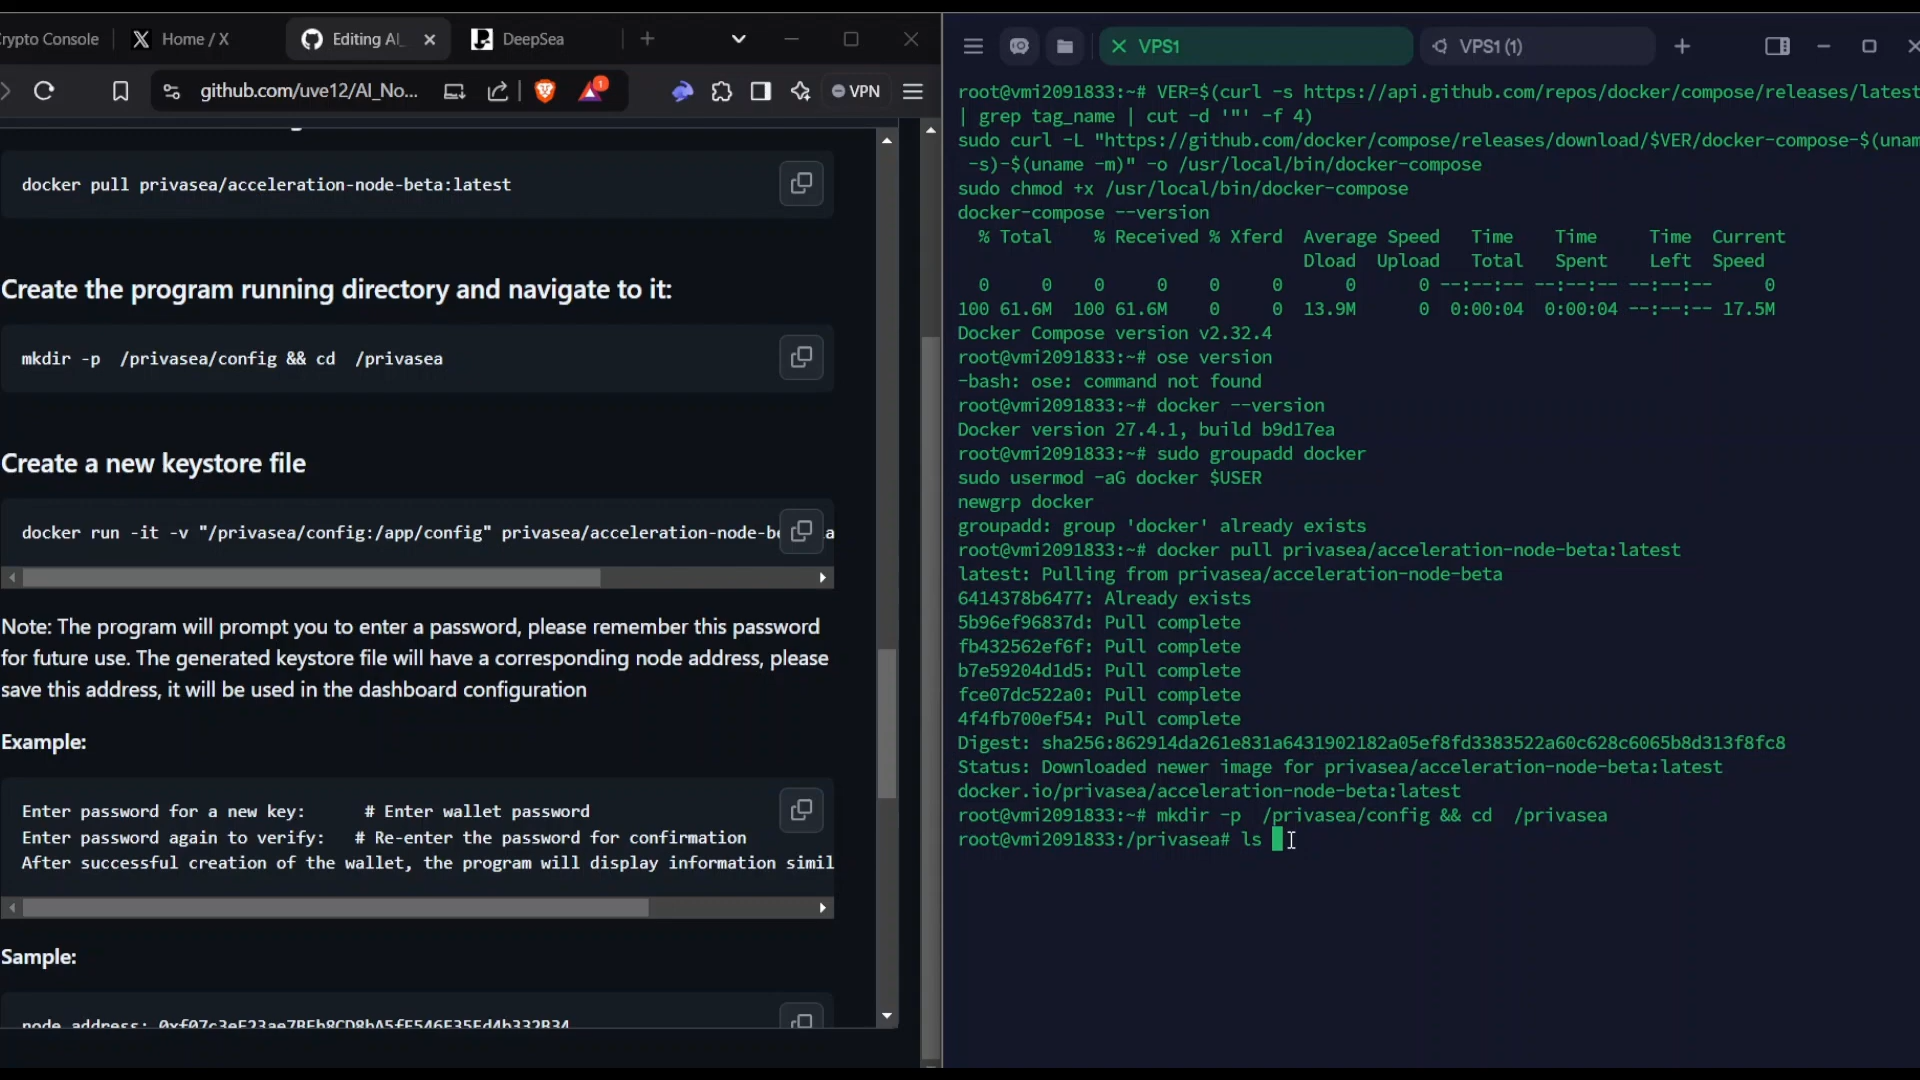 rypto Console
Home / X
Editing AI_
DeepSea
github.com/uve12/AI_No...
1
VPN
docker pull privasea/acceleration-node-beta:latest
Create the program running directory and navigate to it:
mkdir -p  /privasea/config && cd  /privasea
Create a new keystore file
docker run -it -v "/privasea/config:/app/config" privasea/acceleration-node-be
a
Note: The program will prompt you to enter a password, please remember this password
for future use. The generated keystore file will have a corresponding node address, please
save this address, it will be used in the dashboard configuration
Example:
Enter password for a new key:      # Enter wallet password
Enter password again to verify:   # Re-enter the password for confirmation
After successful creation of the wallet, the program will display information simil
Sample:
VPS1
VPS1 (1)
root@vmi2091833:~# VER=$(curl -s https://api.github.com/repos/docker/compose/releases/latest
| grep tag_name | cut -d '"' -f 4)
sudo curl -L "https://github.com/docker/compose/releases/download/$VER/docker-compose-$(unam
-s)-$(uname -m)" -o /usr/local/bin/docker-compose
sudo chmod +x /usr/local/bin/docker-compose
docker-compose --version
% Total    % Received % Xferd  Average Speed   Time    Time     Time  Current
Dload  Upload   Total   Spent    Left  Speed
0     0    0     0    0     0      0      0 --:--:-- --:--:-- --:--:--     0
100 61.6M  100 61.6M    0     0  13.9M      0  0:00:04  0:00:04 --:--:-- 17.5M
Docker Compose version v2.32.4
root@vmi2091833:~# ose version
-bash: ose: command not found
root@vmi2091833:~# docker --version
Docker version 27.4.1, build b9d17ea
root@vmi2091833:~# sudo groupadd docker
sudo usermod -aG docker $USER
newgrp docker
groupadd: group 'docker' already exists
root@vmi2091833:~# docker pull privasea/acceleration-node-beta:latest
latest: Pulling from privasea/acceleration-node-beta
6414378b6477: Already exists
5b96ef96837d: Pull complete
fb432562ef6f: Pull complete
b7e59204d1d5: Pull complete
fce07dc522a0: Pull complete
4f4fb700ef54: Pull complete
Digest: sha256:862914da261e831a6431902182a05ef8fd3383522a60c628c6065b8d313f8fc8
Status: Downloaded newer image for privasea/acceleration-node-beta:latest
docker.io/privasea/acceleration-node-beta:latest
root@vmi2091833:~# mkdir -p  /privasea/config && cd  /privasea
root@vmi2091833:/privasea# ls